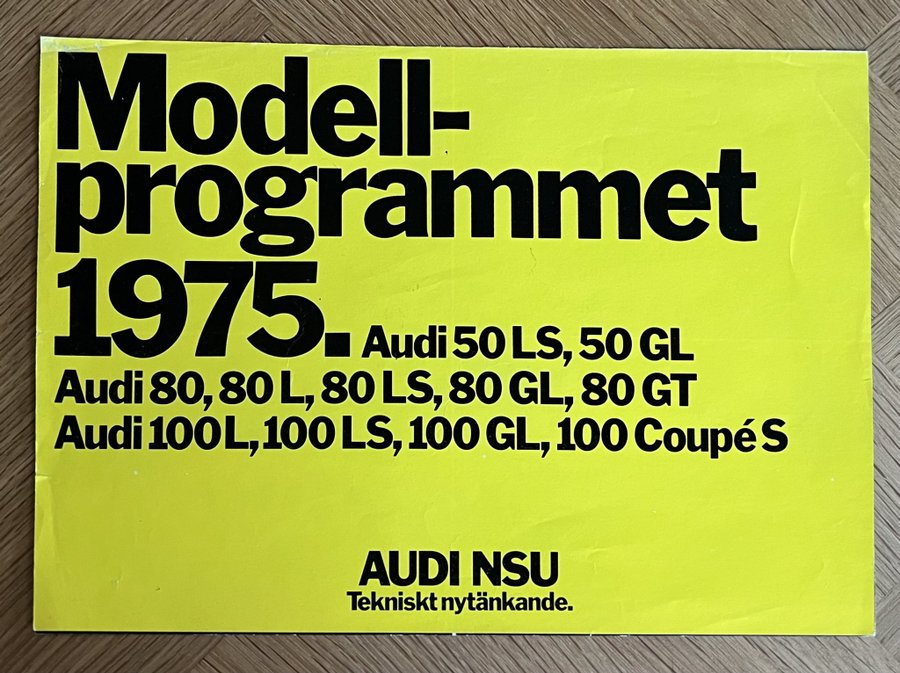 Modell-
programmet
1975. Audi 50 LS, 50 GL
Audi 80, 80 L, 80 LS, 80 GL, 80 GT
Audi 100 L, 100 LS, 100 GL, 100 Coupé S
AUDI NSU
Tekniskt nytänkande.